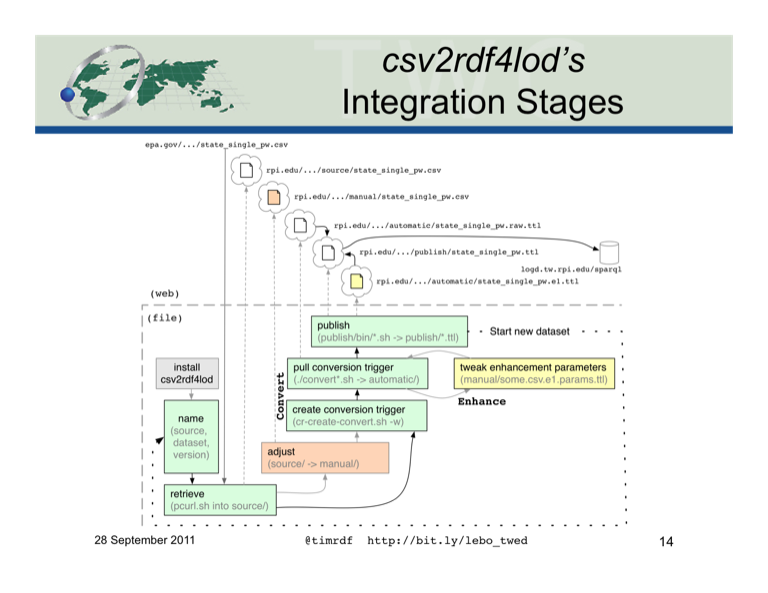 TWC
csv2rdf4lod's
Integration Stages
epa.gov/.../state_single_pw.csv
rpi.edu/.../source/state_single_pw.csv
rpi.edu/.../manual/state_single_pw.csv
rpi.edu/.../automatic/state_single_pw.raw.ttl
rpi.edu/.../publish/state_single_pw.ttl
logd.tw.rpi.edu/sparql
rpi.edu/.../automatic/state_single_pw.e1.ttl
(web)
(file)
publish
(publish/bin/*.sh -> publish/*.ttl)
Start new dataset
install
csv2rdf4lod
pull conversion trigger
(./convert*.sh -> automatic/)
tweak enhancement parameters
(manual/some.csv.e1.params.ttl)
Convert
Enhance
name
(source,
dataset,
version)
create conversion trigger
(cr-create-convert.sh -w)
adjust
(source/ -> manual/)
retrieve
(pcurl.sh into source/)
28 September 2011
@timrdf http://bit.ly/lebo_twed
14